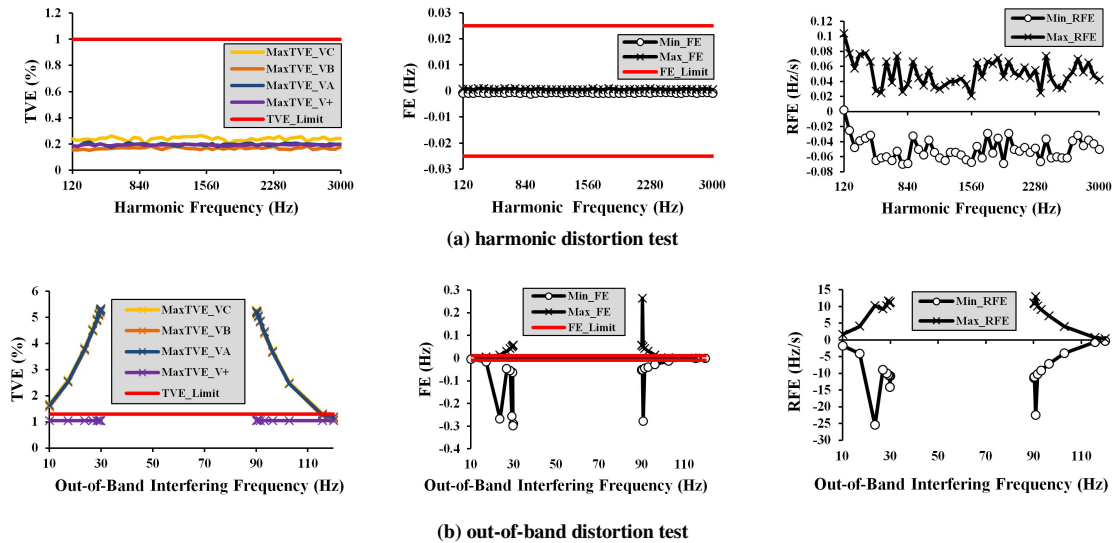 1.2
1
0.8
0.6
0.4
0.2
0
TVE (%)
MaxTVE_VC
MaxTVE_VB
MaxTVE_VA
MaxTVE_V+
TVE_Limit
120 840 1560 2280 3000
Harmonic Frequency (Hz)
0.03
0.02
0.01
0
-0.01
-0.02
-0.03
FE (Hz)
Min_FE
Max_FE
FE_Limit
120 840 1560 2280 3000
Harmonic Frequency (Hz)
0.12
0.1
0.08
0.06
0.04
0.02
0
-0.02
-0.04
-0.06
-0.08
RFE (Hz/s)
Min_RFE
Max_RFE
120 840 1560 2280 3000
Harmonic Frequency (Hz)
(a) harmonic distortion test
6
5
4
3
2
1
0
TVE (%)
MaxTVE_VC
MaxTVE_VB
MaxTVE_VA
MaxTVE_V+
TVE_Limit
10 30 50 70 90 110
Out-of-Band Interfering Frequency (Hz)
0.3
0.2
0.1
0
-0.1
-0.2
-0.3
-0.4
FE (Hz)
Min_FE
Max_FE
FE_Limit
10 30 50 70 90 110
Out-of-Band Interfering Frequency (Hz)
15
10
5
0
-5
-10
-15
-20
-25
-30
RFE (Hz/s)
Min_RFE
Max_RFE
10 30 50 70 90 110
Out-of-Band Interfering Frequency (Hz)
(b) out-of-band distortion test